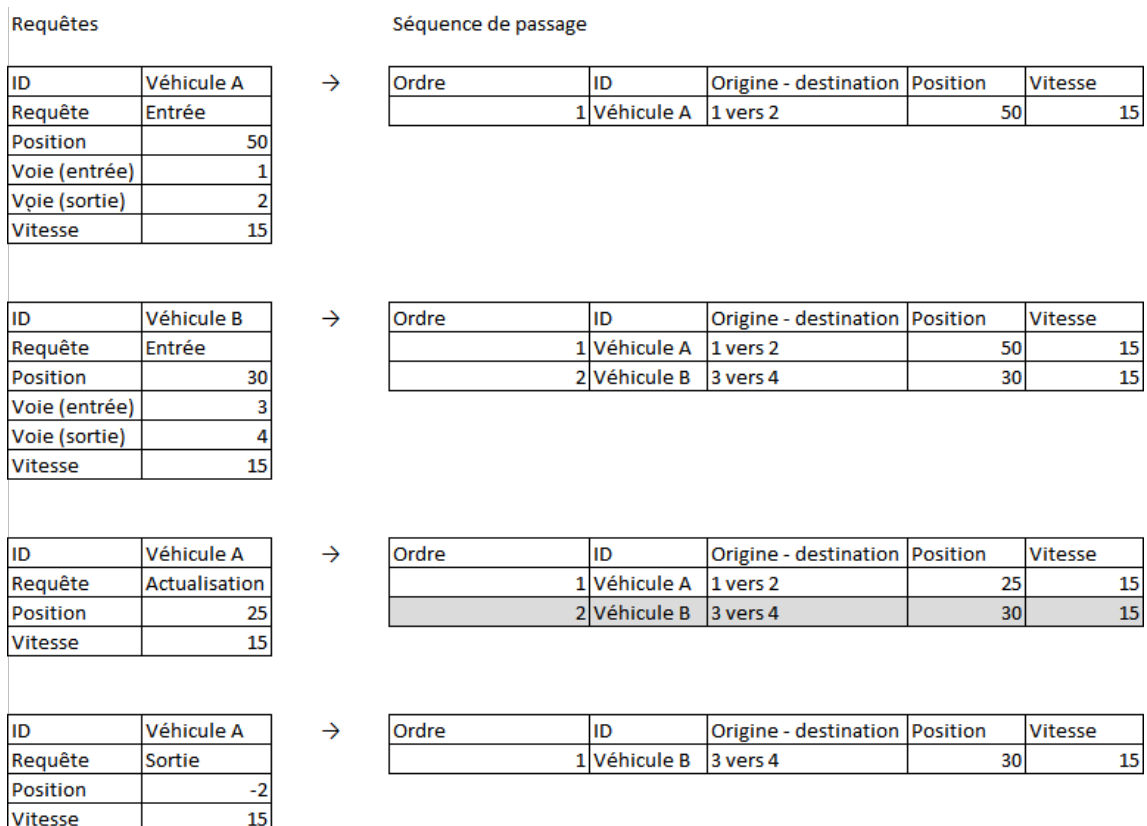 Requêtes Séquence de passage
ID Véhicule A → Ordre ID Origine - destination Position Vitesse
Requête Entrée 1 Véhicule A 1 vers 2 50 15
Position 50
Voie (entrée) 1
Voie (sortie) 2
Vitesse 15
ID Véhicule B → Ordre ID Origine - destination Position Vitesse
Requête Entrée 1 Véhicule A 1 vers 2 50 15
Position 30 2 Véhicule B 3 vers 4 30 15
Voie (entrée) 3
Voie (sortie) 4
Vitesse 15
ID Véhicule A → Ordre ID Origine - destination Position Vitesse
Requête Actualisation 1 Véhicule A 1 vers 2 25 15
Position 25 2 Véhicule B 3 vers 4 30 15
Vitesse 15
ID Véhicule A → Ordre ID Origine - destination Position Vitesse
Requête Sortie 1 Véhicule B 3 vers 4 30 15
Position -2
Vitesse 15